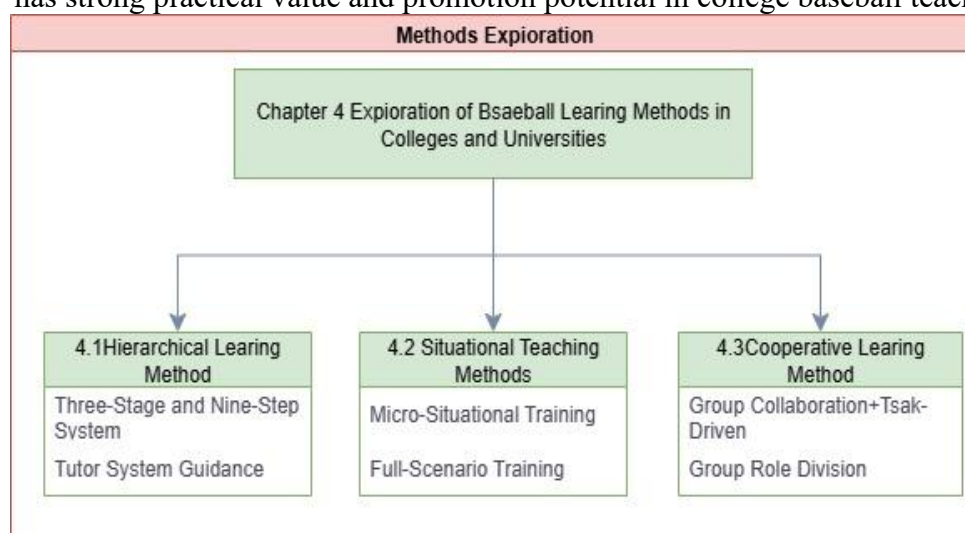 has strong practical value and promotion potential in college baseball teac
Methods Expioration
Chapter 4 Expioration of Bsaeball Learing Methods in
Colleges and Universities
4.1Hierarchical Learing
Method
Three-Stage and Nine-Step
System
Tutor System Guidance
4.2 Situational Teaching
Methods
Micro-Situational Training
Full-Scenario Training
4.3Cooperative Learing
Method
Group Collaboration+Tsak-
Driven
Group Role Division